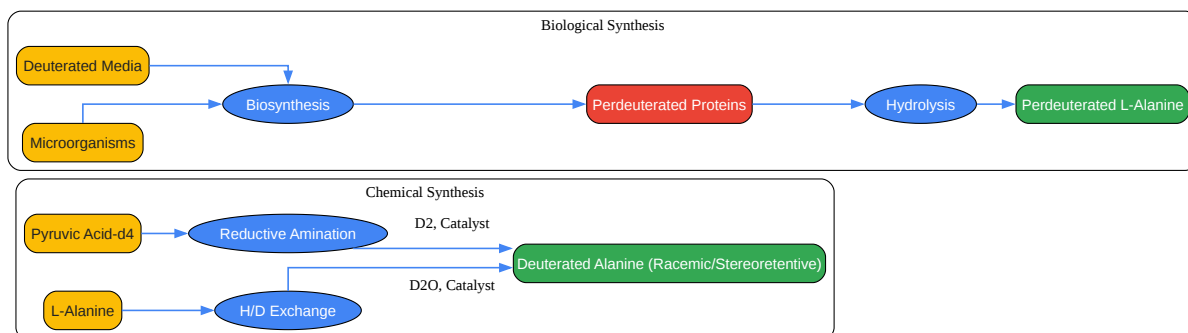 Biological Synthesis
Deuterated Media
Biosynthesis
Perdeuterated Proteins
Hydrolysis
Perdeuterated L-Alanine
Microorganisms
Chemical Synthesis
Pyruvic Acid-d4
Reductive Amination
D2, Catalyst
Deuterated Alanine (Racemic/Stereoretentive)
D2O, Catalyst
L-Alanine
H/D Exchange